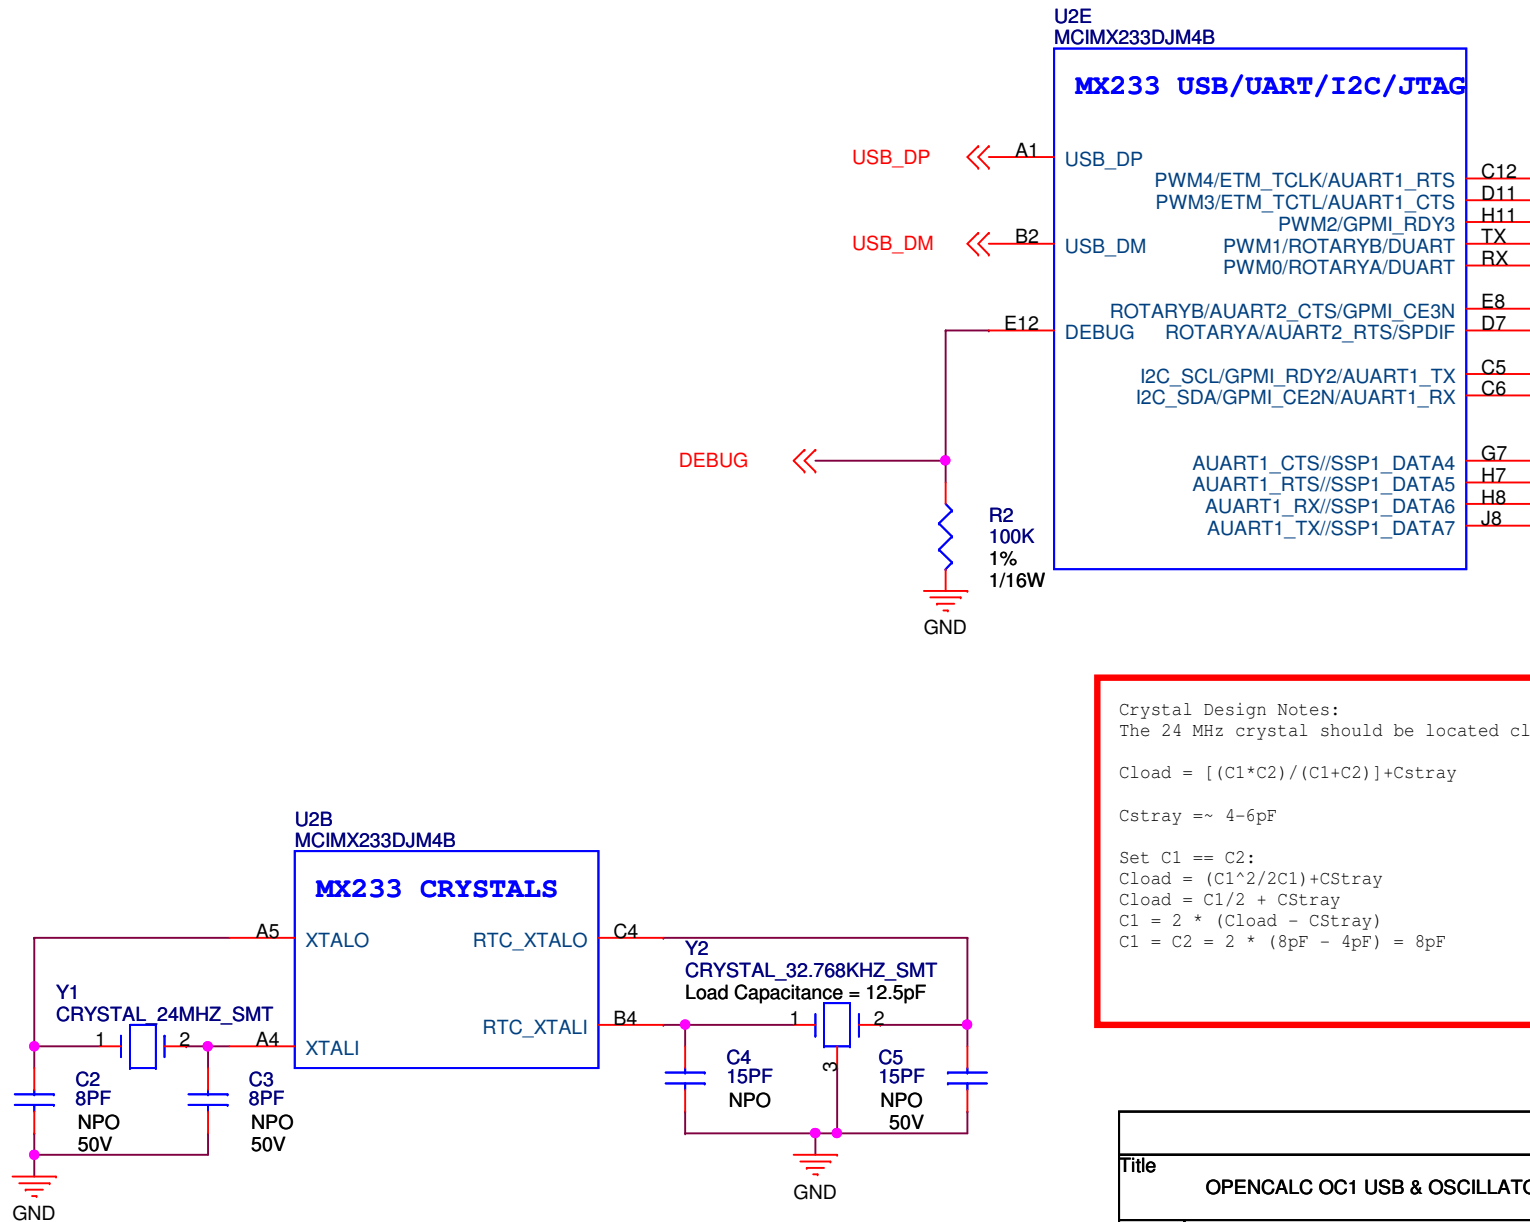 U2E
MCIMX233DJM4B
MX233 USB/UART/I2C/JTAG
USB_DP
A1
USB_DP
PWM4/ETM_TCLK/AUART1_RTS
C12
PWM3/ETM_TCTL/AUART1_CTS
D11
PWM2/GPMI_RDY3
H11
USB_DM
B2
USB_DM
PWM1/ROTARYB/DUART
TX
PWM0/ROTARYA/DUART
RX
ROTARYB/AUART2_CTS/GPMI_CE3N
E8
E12
DEBUG
ROTARYA/AUART2_RTS/SPDIF
D7
I2C_SCL/GPMI_RDY2/AUART1_TX
C5
I2C_SDA/GPMI_CE2N/AUART1_RX
C6
DEBUG
AUART1_CTS//SSP1_DATA4
G7
AUART1_RTS//SSP1_DATA5
H7
AUART1_RX//SSP1_DATA6
H8
AUART1_TX//SSP1_DATA7
J8
R2
100K
1%
1/16W
GND
Crystal Design Notes:
The 24 MHz crystal should be located cl
Cload = [(C1*C2)/(C1+C2)]+Cstray
Cstray =~ 4-6pF
Set C1 == C2:
Cload = (C1^2/2C1)+CStray
Cload = C1/2 + CStray
C1 = 2 * (Cload - CStray)
C1 = C2 = 2 * (8pF - 4pF) = 8pF
U2B
MCIMX233DJM4B
MX233 CRYSTALS
A5
XTALO
RTC_XTALO
C4
Y2
CRYSTAL_32.768KHZ_SMT
Load Capacitance = 12.5pF
Y1
CRYSTAL_24MHZ_SMT
1
2
A4
XTALI
RTC_XTALI
B4
1
2
3
C2
8PF
NPO
50V
C3
8PF
NPO
50V
C4
15PF
NPO
C5
15PF
NPO
50V
GND
GND
Title
OPENCALC OC1 USB & OSCILLATO